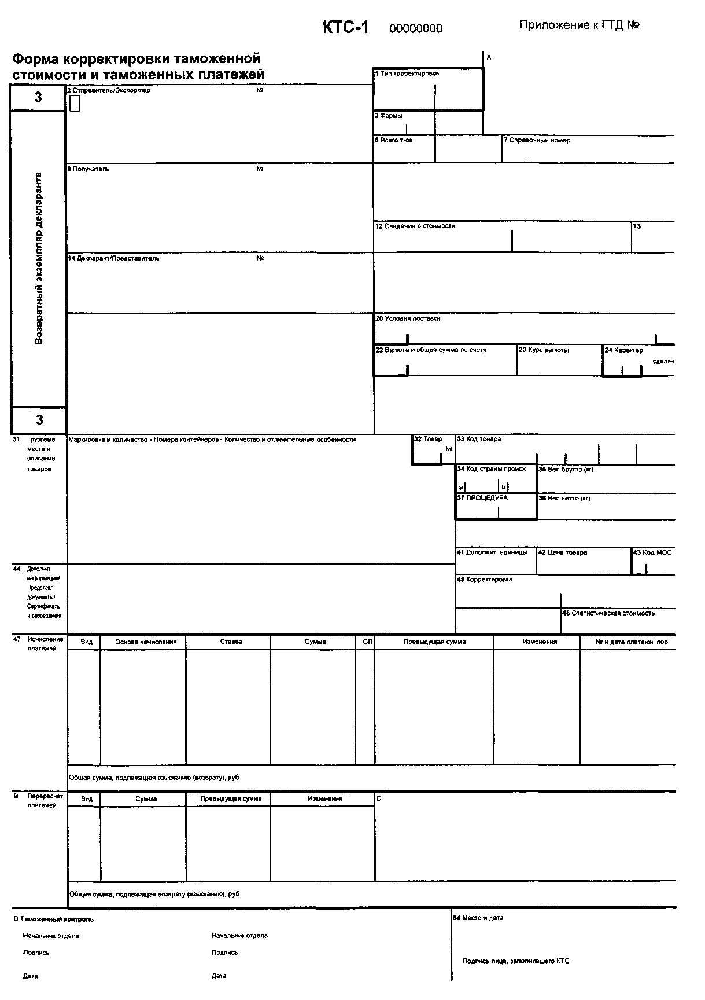 КТС-1 00000000 Приложение к ГТД №
Форма корректировки таможенной
стоимости и таможенных платежей
А
1 Тип корректировки
3
2 Отправитель/Экспортер №
3 Формы
5 Всего т-ов
7 Справочный номер
Возвратный экземпляр декларанта
8 Получатель №
12 Сведения о стоимости
13
14 Декларант/Представитель №
20 Условия поставки
22 Валюта и общая сумма по счету
23 Курс валюты
24 Характер
сделки
3
31 Грузовые
места и
описание
товаров
Маркировка и количество - Номера контейнеров - Количество и отличительные особенности
32 Товар
№
33 Код товара
34 Код страны происх
a b
35 Вес брутто (кг)
37 ПРОЦЕДУРА
38 Вес нетто (кг)
41 Дополнит единицы
42 Цена товара
43 Код МОС
44 Дополнит
информация/
Представл
документы/
Сертификаты
и разрешения
45 Корректировка
46 Статистическая стоимость
47 Исчисление
платежей
Вид Основа начисления Ставка Сумма СП Предыдущая сумма Изменения № и дата платежн пор
Общая сумма, подлежащая взысканию (возврату), руб
В Перерасчет
платежей
Вид Сумма Предыдущая сумма Изменения
С
Общая сумма, подлежащая возврату (взысканию), руб
D Таможенный контроль
54 Место и дата
Начальник отдела Начальник отдела
Подпись Подпись
Подпись лица, заполнившего КТС
Дата Дата